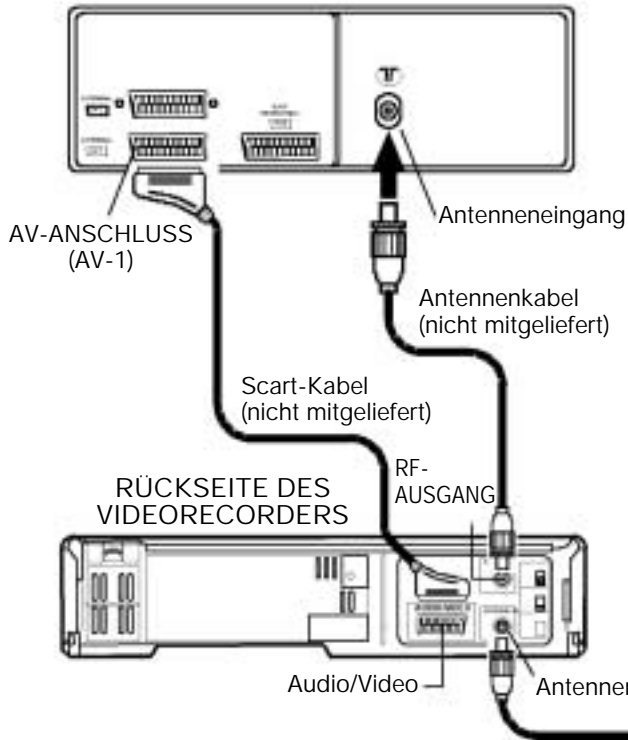 Antenneneingang
AV-ANSCHLUSS
(AV-1)
Antennenkabel
(nicht mitgeliefert)
Scart-Kabel
(nicht mitgeliefert)
RF-
AUSGANG
RÜCKSEITE DES
VIDEORECORDERS
Audio/Video